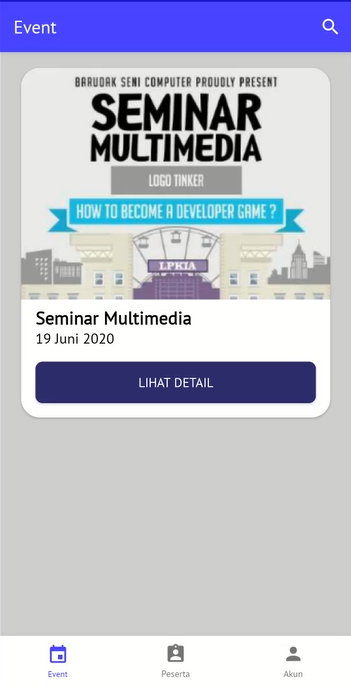 Event
BARUDAK SENI COMPUTER PROUDLY PRESENT
SEMINAR
MULTIMEDIA
LOGO TINKER
HOW TO BECOME A DEVELOPER GAME ?
LPKIA
Seminar Multimedia
19 Juni 2020
LIHAT DETAIL
Event
Peserta
Akun